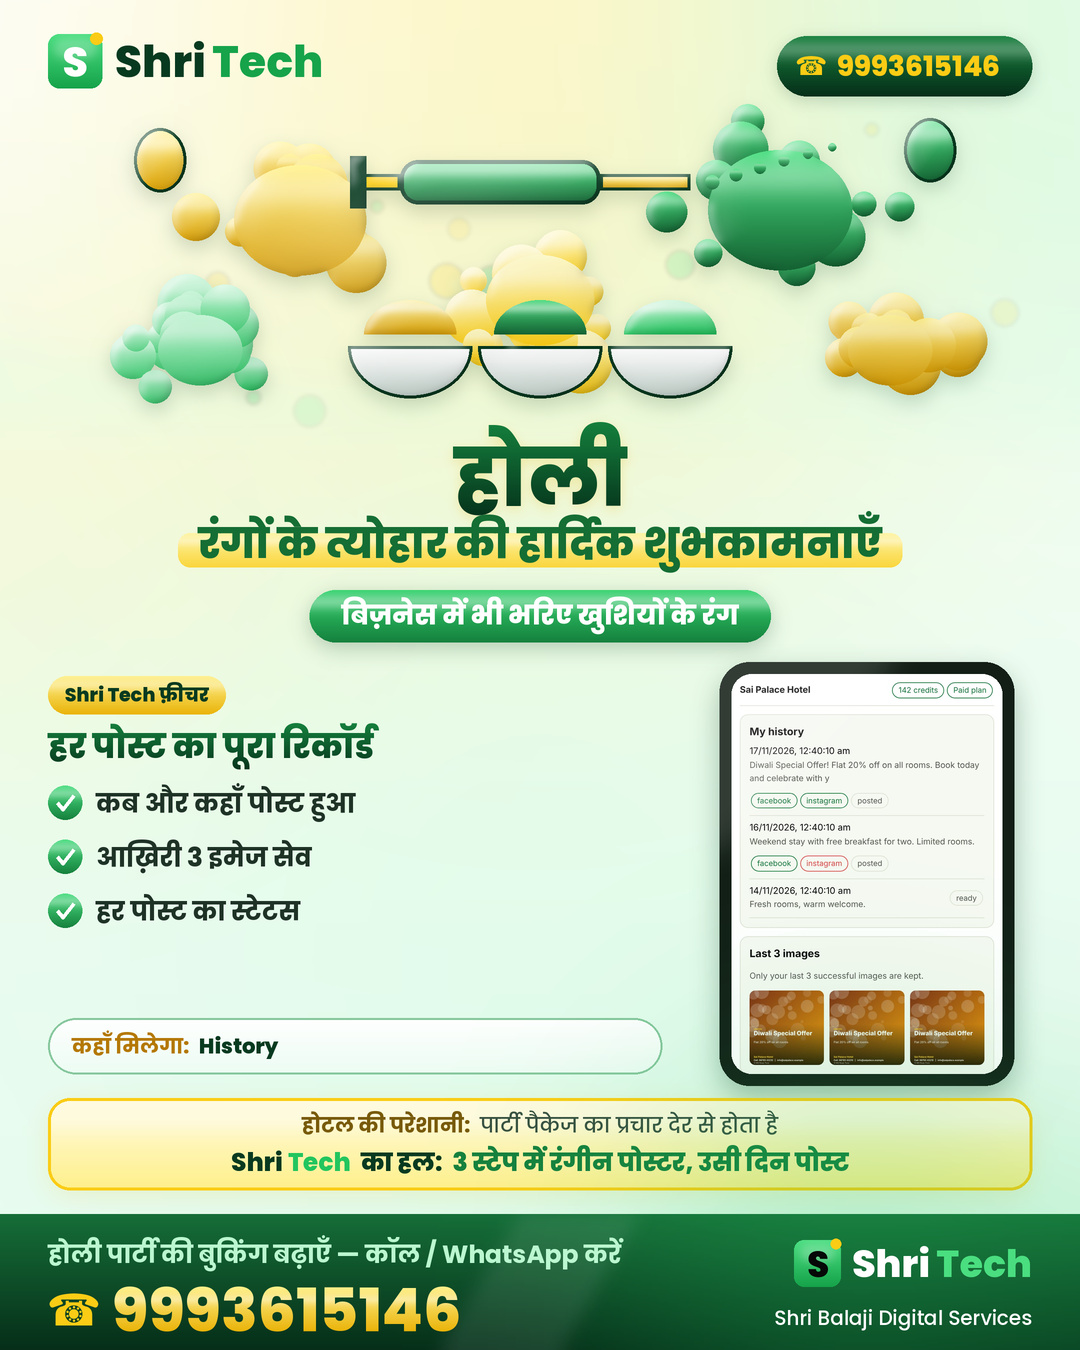 S Shri Tech
☎ 9993615146
होली
रंगों के त्योहार की हार्दिक शुभकामनाएँ
बिज़नेस में भी भरिए खुशियों के रंग
Shri Tech फ़ीचर
हर पोस्ट का पूरा रिकॉर्ड
कब और कहाँ पोस्ट हुआ
आख़िरी 3 इमेज सेव
हर पोस्ट का स्टेटस
कहाँ मिलेगा: History
Sai Palace Hotel
142 credits
Paid plan
My history
17/11/2026, 12:40:10 am
Diwali Special Offer! Flat 20% off on all rooms. Book today
and celebrate with y
facebook instagram posted
16/11/2026, 12:40:10 am
Weekend stay with free breakfast for two. Limited rooms.
facebook instagram posted
14/11/2026, 12:40:10 am
Fresh rooms, warm welcome.
ready
Last 3 images
Only your last 3 successful images are kept.
Diwali Special Offer
Diwali Special Offer
Diwali Special Offer
होटल की परेशानी: पार्टी पैकेज का प्रचार देर से होता है
Shri Tech का हल: 3 स्टेप में रंगीन पोस्टर, उसी दिन पोस्ट
होली पार्टी की बुकिंग बढ़ाएँ — कॉल / WhatsApp करें
☎ 9993615146
S Shri Tech
Shri Balaji Digital Services